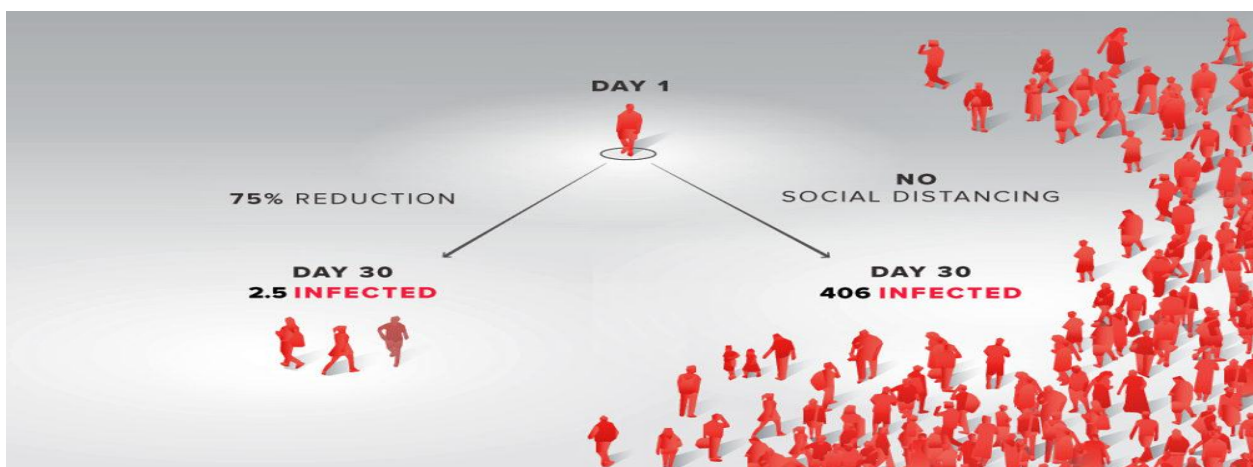 DAY 1
75% REDUCTION
NO
SOCIAL DISTANCING
DAY 30
2.5 INFECTED
DAY 30
406 INFECTED